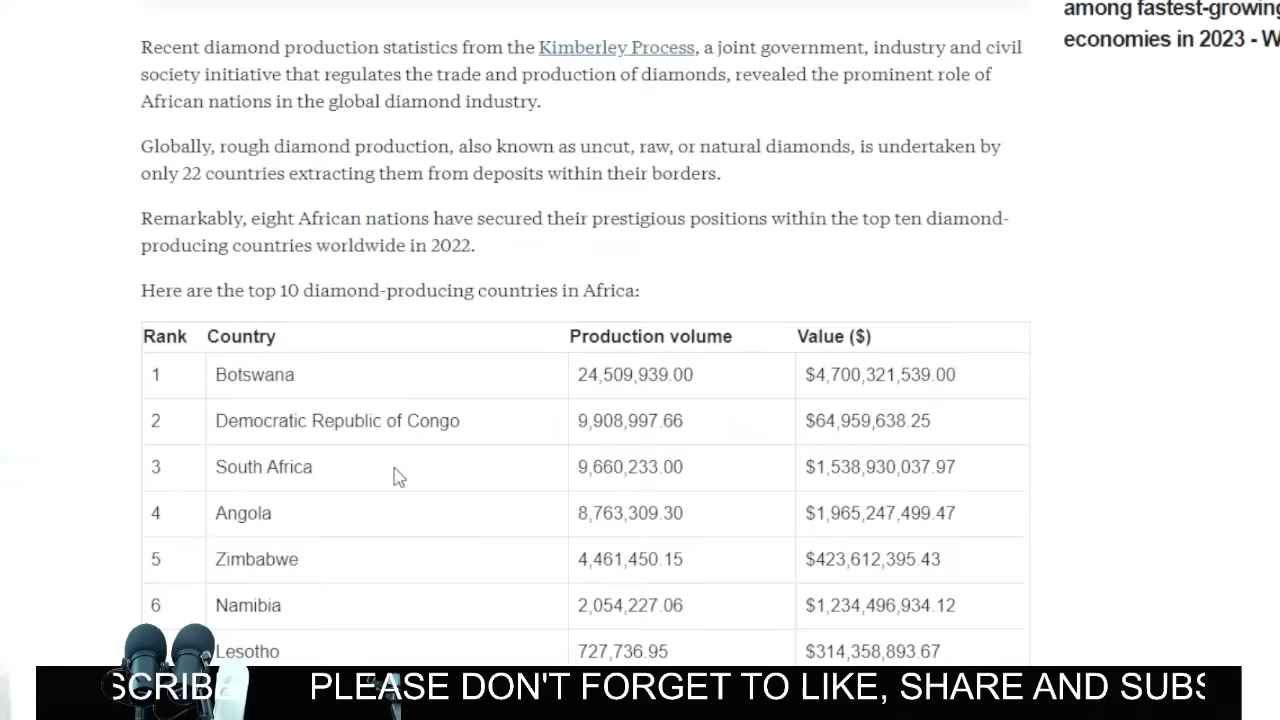 among fastest-growing
economies in 2023 - W
Recent diamond production statistics from the Kimberley Process, a joint government, industry and civil
society initiative that regulates the trade and production of diamonds, revealed the prominent role of
African nations in the global diamond industry.
Globally, rough diamond production, also known as uncut, raw, or natural diamonds, is undertaken by
only 22 countries extracting them from deposits within their borders.
Remarkably, eight African nations have secured their prestigious positions within the top ten diamond-
producing countries worldwide in 2022.
Here are the top 10 diamond-producing countries in Africa:
Rank Country Production volume Value ($)
1 Botswana 24,509,939.00 $4,700,321,539.00
2 Democratic Republic of Congo 9,908,997.66 $64,959,638.25
3 South Africa 9,660,233.00 $1,538,930,037.97
4 Angola 8,763,309.30 $1,965,247,499.47
5 Zimbabwe 4,461,450.15 $423,612,395.43
6 Namibia 2,054,227.06 $1,234,496,934.12
Lesotho 727,736.95 $314,358,893.67
SCRIBE PLEASE DON'T FORGET TO LIKE, SHARE AND SUBS